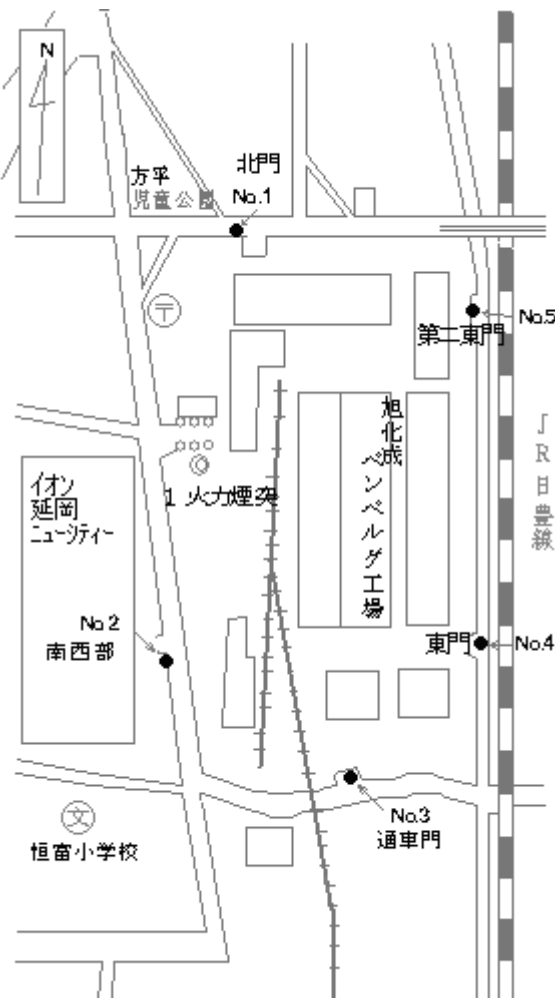 N
北門
方平
児童公園
No.1
〒
No.5
第二東門
旭化成
ベンベルグ工場
JR日豊線
1 火力煙突
イオン
延岡
ニューシティー
No.2
南西部
東門
No.4
文
恒富小学校
No.3
通車門